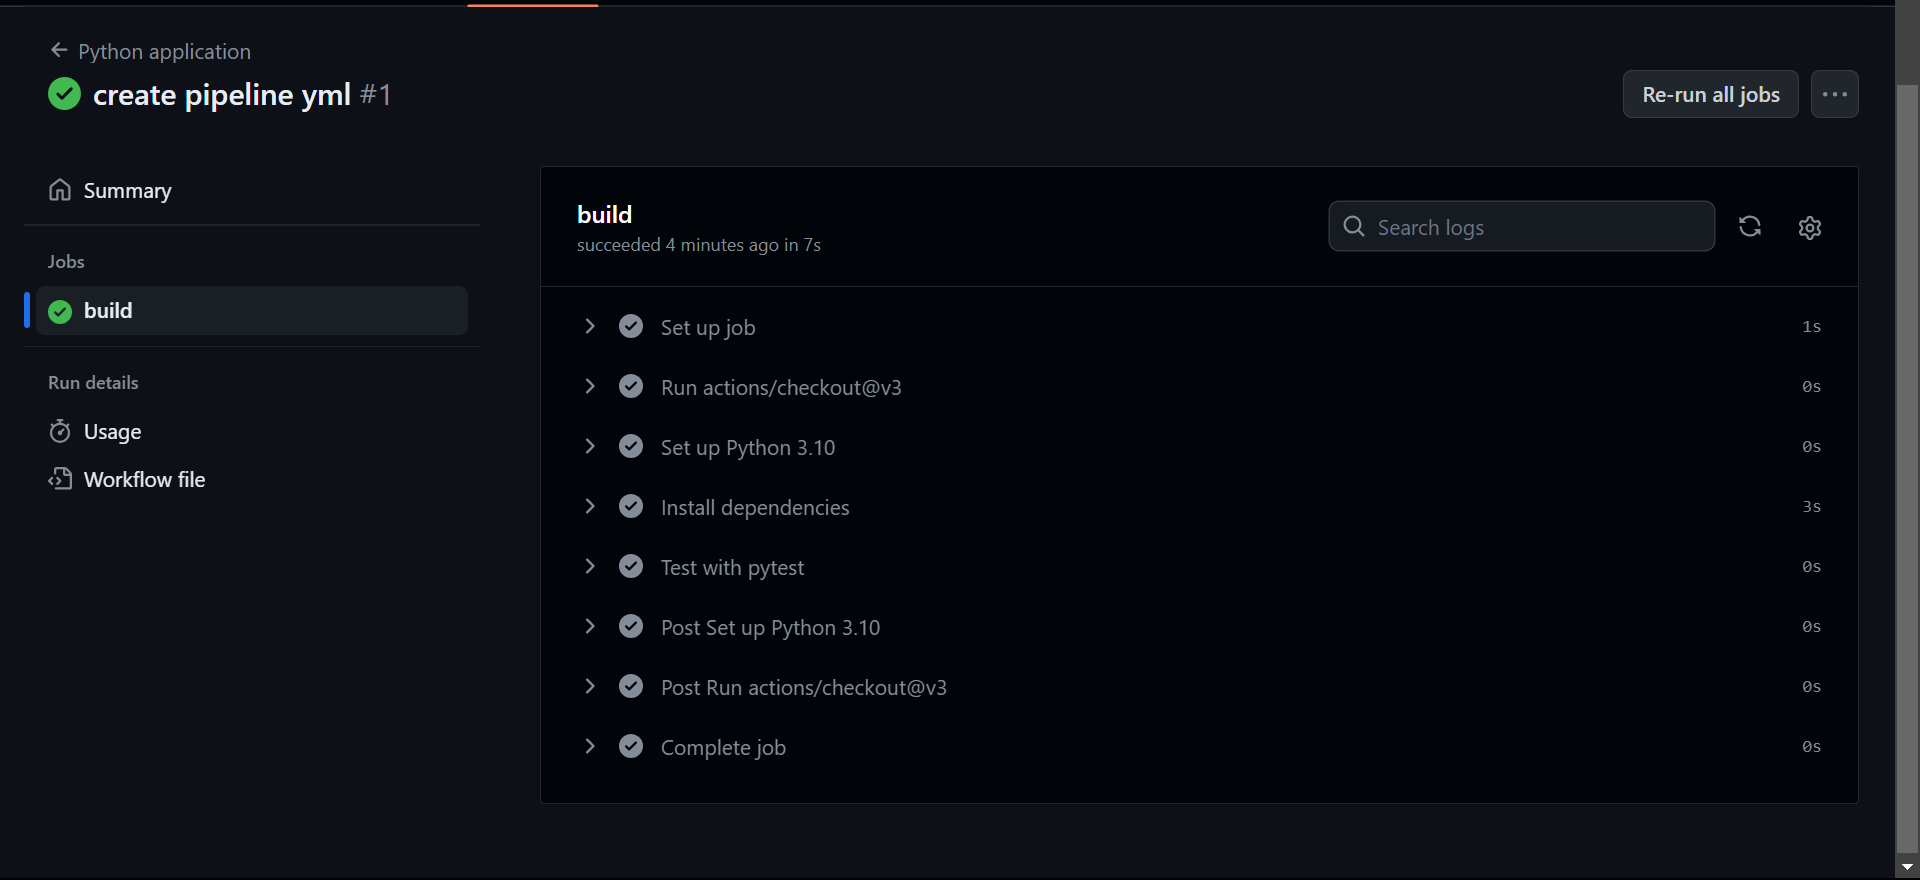 Python application
create pipeline yml #1
Re-run all jobs
Summary
Jobs
build
Run details
Usage
Workflow file
build
succeeded 4 minutes ago in 7s
Search logs
Set up job 1s
Run actions/checkout@v3 0s
Set up Python 3.10 0s
Install dependencies 3s
Test with pytest 0s
Post Set up Python 3.10 0s
Post Run actions/checkout@v3 0s
Complete job 0s